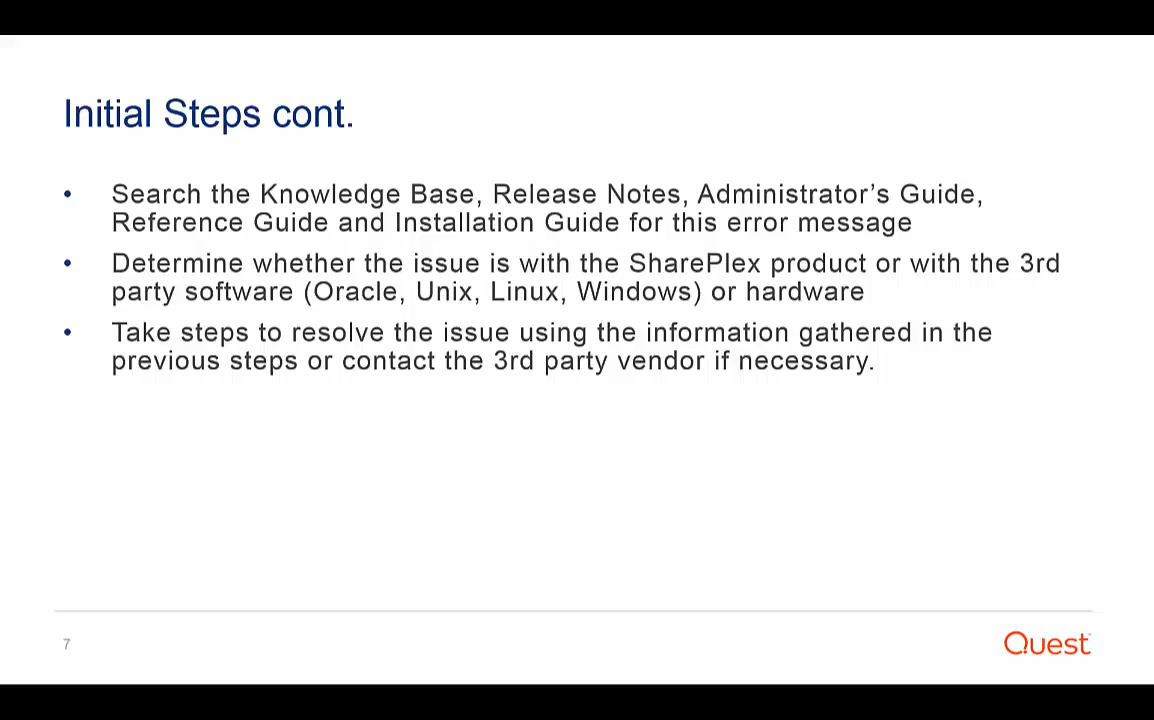 Initial Steps cont.
• Search the Knowledge Base, Release Notes, Administrator’s Guide,
Reference Guide and Installation Guide for this error message
• Determine whether the issue is with the SharePlex product or with the 3rd
party software (Oracle, Unix, Linux, Windows) or hardware
• Take steps to resolve the issue using the information gathered in the
previous steps or contact the 3rd party vendor if necessary.
7
Quest